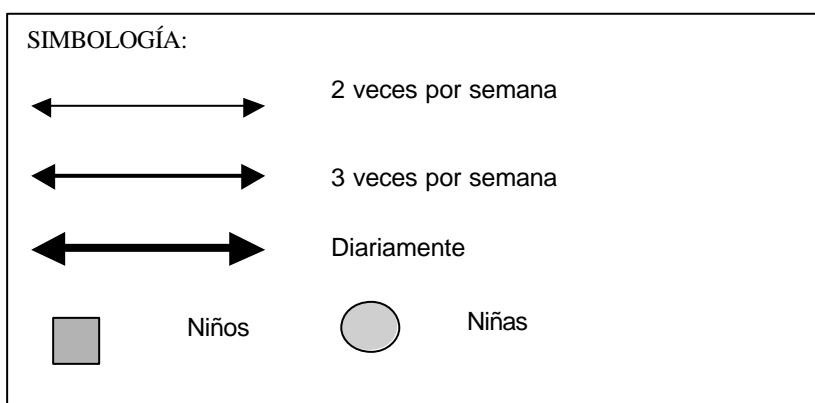 SIMBOLOGÍA:
2 veces por semana
3 veces por semana
Diariamente
Niños
Niñas